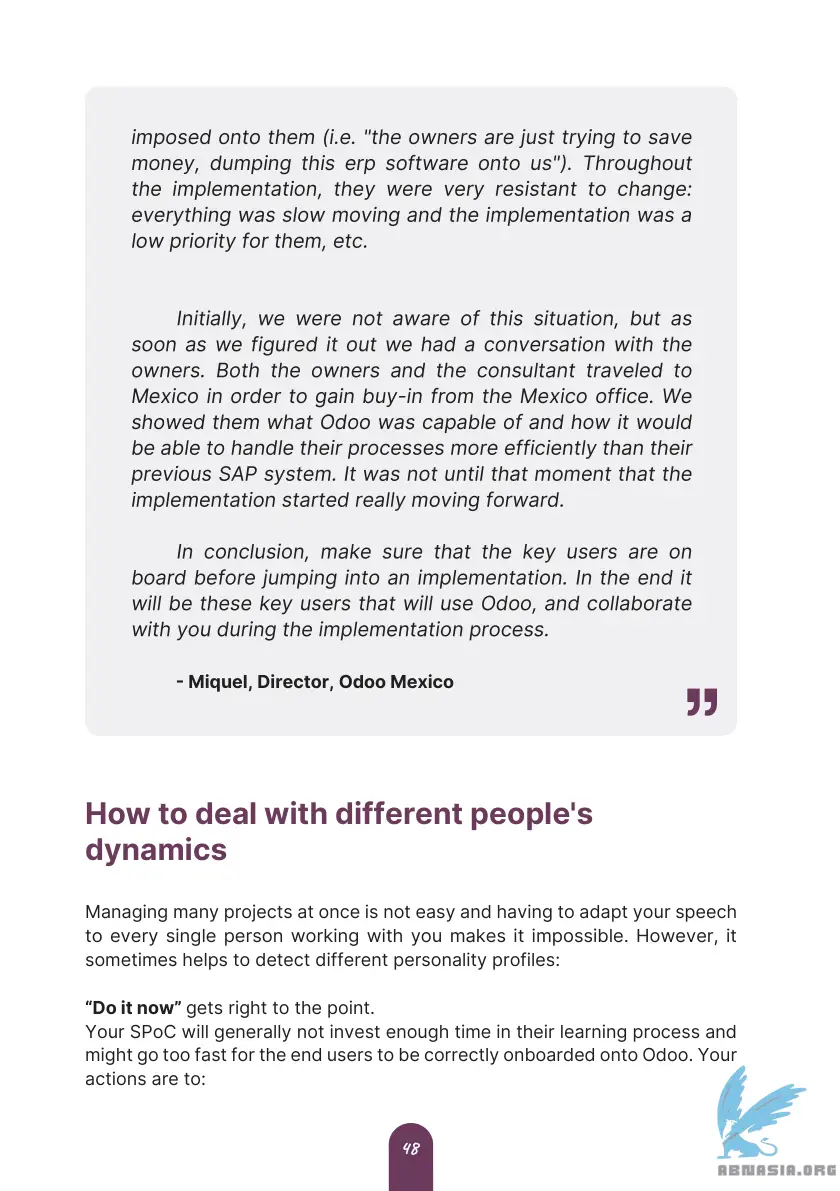 imposed onto them (i.e. "the owners are just trying to save
money, dumping this erp software onto us"). Throughout
the implementation, they were very resistant to change:
everything was slow moving and the implementation was a
low priority for them, etc.
Initially, we were not aware of this situation, but as
soon as we figured it out we had a conversation with the
owners. Both the owners and the consultant traveled to
Mexico in order to gain buy-in from the Mexico office. We
showed them what Odoo was capable of and how it would
be able to handle their processes more efficiently than their
previous SAP system. It was not until that moment that the
implementation started really moving forward.
In conclusion, make sure that the key users are on
board before jumping into an implementation. In the end it
will be these key users that will use Odoo, and collaborate
with you during the implementation process.
- Miquel, Director, Odoo Mexico
”
How to deal with different people's
dynamics
Managing many projects at once is not easy and having to adapt your speech
to every single person working with you makes it impossible. However, it
sometimes helps to detect different personality profiles:
“Do it now” gets right to the point.
Your SPoC will generally not invest enough time in their learning process and
might go too fast for the end users to be correctly onboarded onto Odoo. Your
actions are to:
48
ABNASIA.ORG